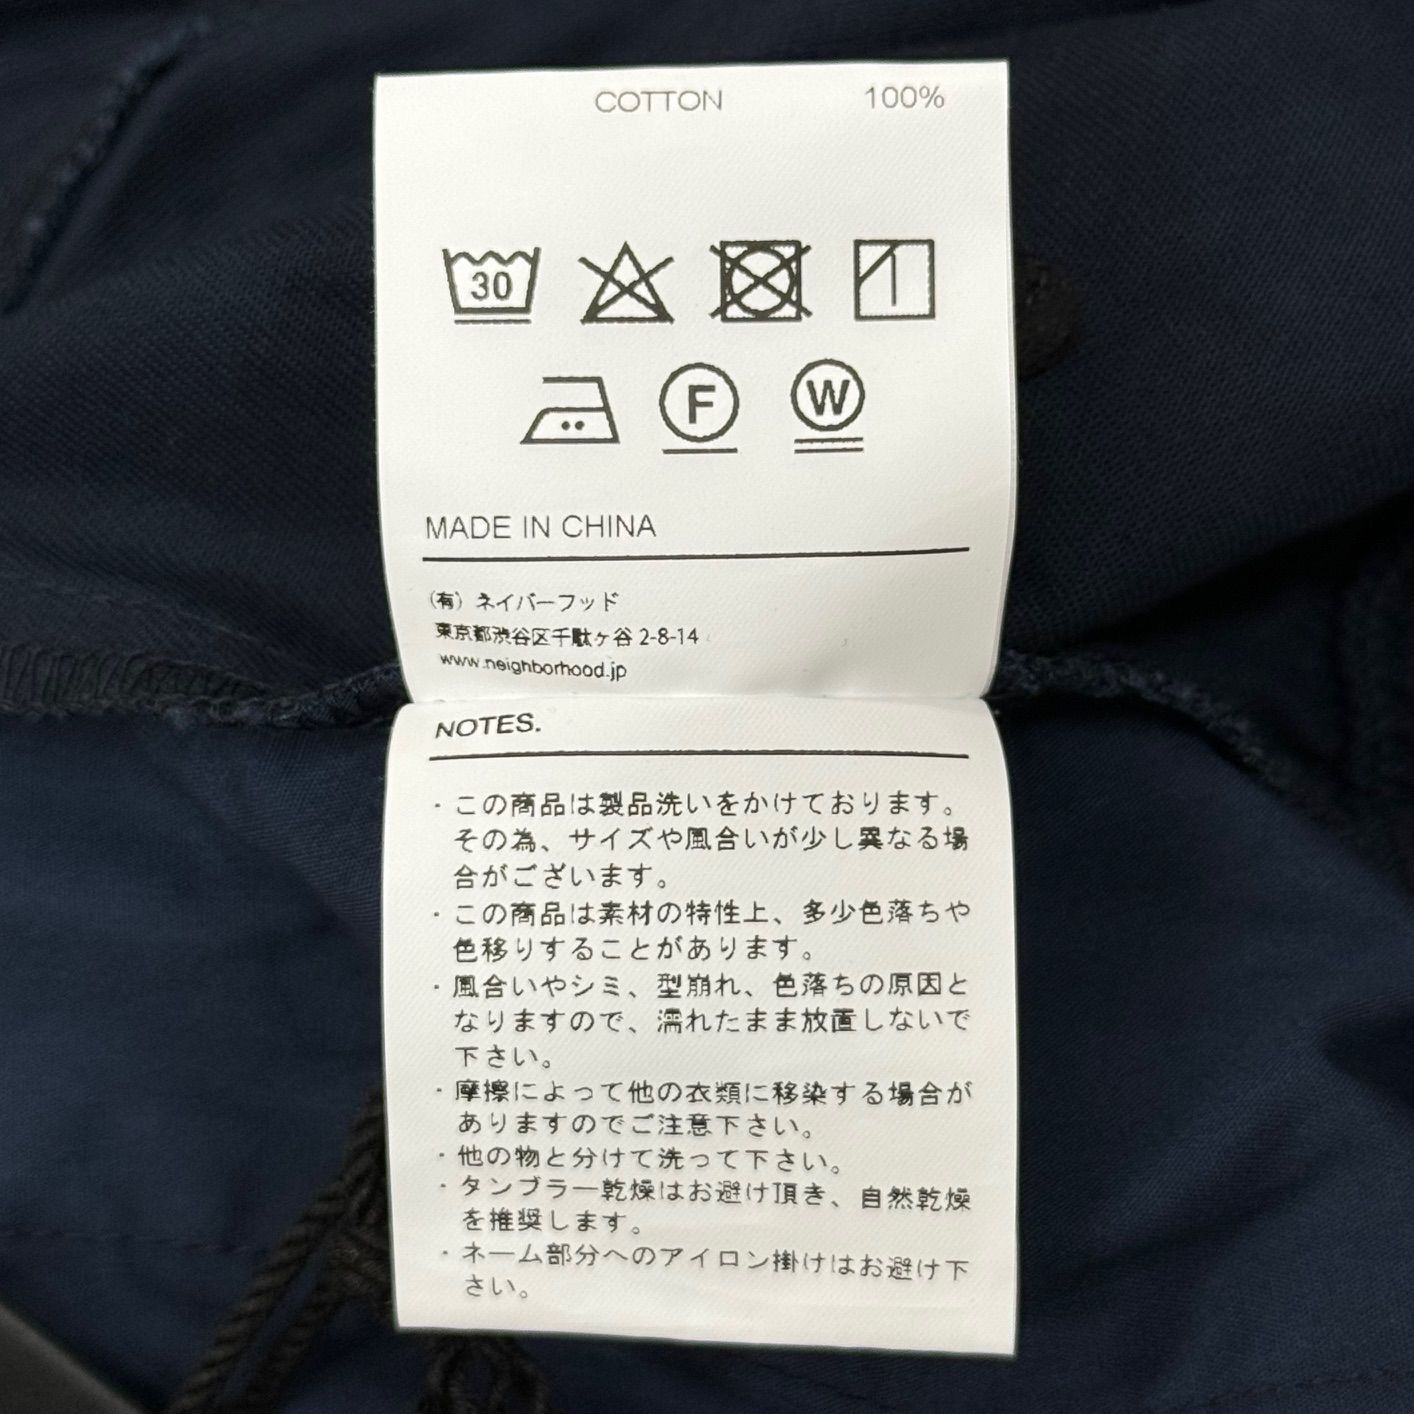 COTTON 100%
30
F W
MADE IN CHINA
(有) ネイバーフッド
東京都渋谷区千駄ヶ谷 2-8-14
www.neighborhood.jp
NOTES.
・この商品は製品洗いをかけております。
その為、サイズや風合いが少し異なる場
合がございます。
・この商品は素材の特性上、多少色落ちや
色移りすることがあります。
・風合いやシミ、型崩れ、色落ちの原因と
なりますので、濡れたまま放置しないで
下さい。
・摩擦によって他の衣類に移染する場合が
ありますのでご注意下さい。
・他の物と分けて洗って下さい。
・タンブラー乾燥はお避け頂き、自然乾燥
を推奨します。
・ネーム部分へのアイロン掛けはお避け下
さい。